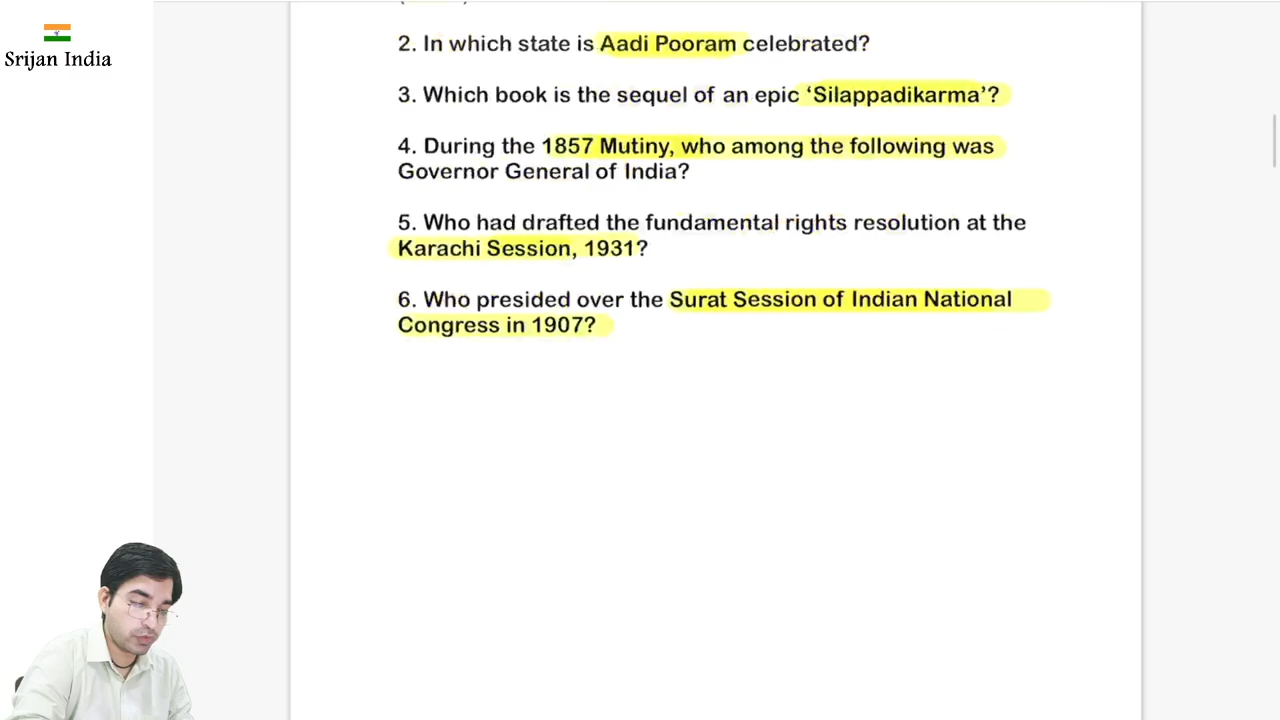 Srijan India
2. In which state is Aadi Pooram celebrated?
3. Which book is the sequel of an epic ‘Silappadikarma’?
4. During the 1857 Mutiny, who among the following was
Governor General of India?
5. Who had drafted the fundamental rights resolution at the
Karachi Session, 1931?
6. Who presided over the Surat Session of Indian National
Congress in 1907?